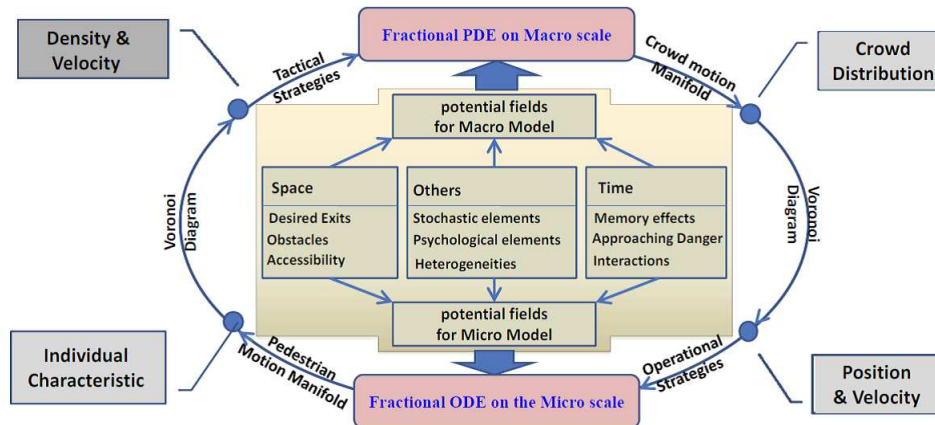 Density &
Velocity
Tactical
Strategies
Fractional PDE on Macro scale
Crowd motion
Manifold
Crowd
Distribution
potential fields
for Macro Model
Space
Desired Exits
Obstacles
Accessibility
Others
Stochastic elements
Psychological elements
Heterogeneities
Time
Memory effects
Approaching Danger
Interactions
Voronoi
Diagram
Voronoi
Diagram
potential fields
for Micro Model
Individual
Characteristic
Pedestrian
Motion Manifold
Fractional ODE on the Micro scale
Operational
Strategies
Position
& Velocity